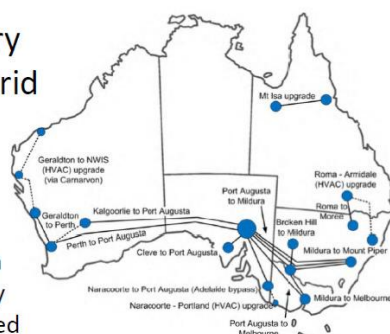 ry
rid
Mt Isa upgrade
Geraldton to NWIS
(HVAC) upgrade
(via Carnarvon)
Roma - Armidale
(HVAC) upgrade
Port Augusta
to
Mildura
Kalgoorlie to Port Augusta
Geraldton
to Perth
Roma to
Moree
Broken Hill
to Mildura
Perth to Port Augusta
Mildura to Mount Piper
Cleve to Port Augusta
Naracoorte to Port Augusta (Adelaide bypass)
Naracoorte - Portland (HVAC) upgrade
Mildura to Melbourne
Port Augusta to
Melbourne
n
y
ed